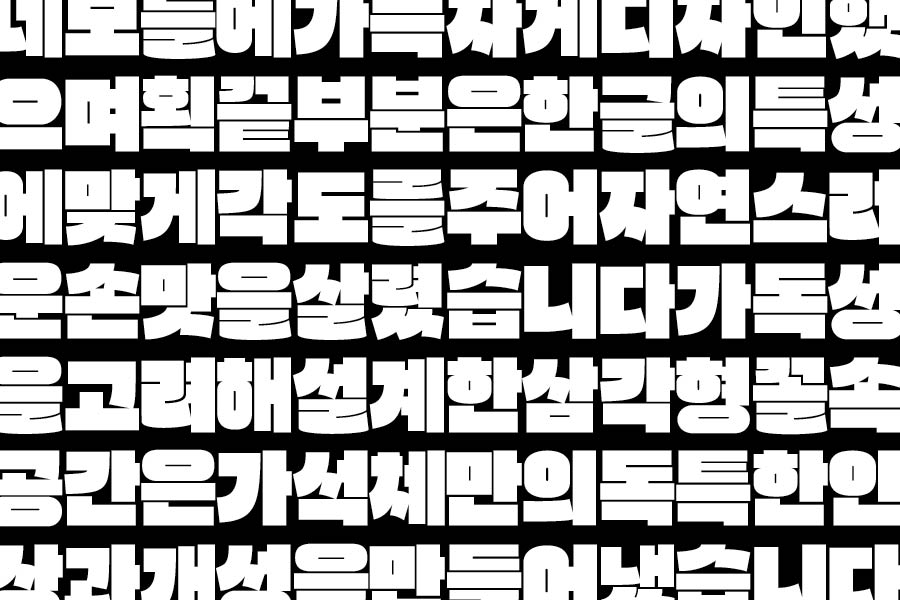 네모틀에가득차게디자인했
으며획끝부분은한글의특성
에맞게각도를주어자연스러
운손맛을살렸습니다가독성
을고려해설계한삼각형꼴속
공간은가석체만의독특한인
상과개성을만들어냈습니다